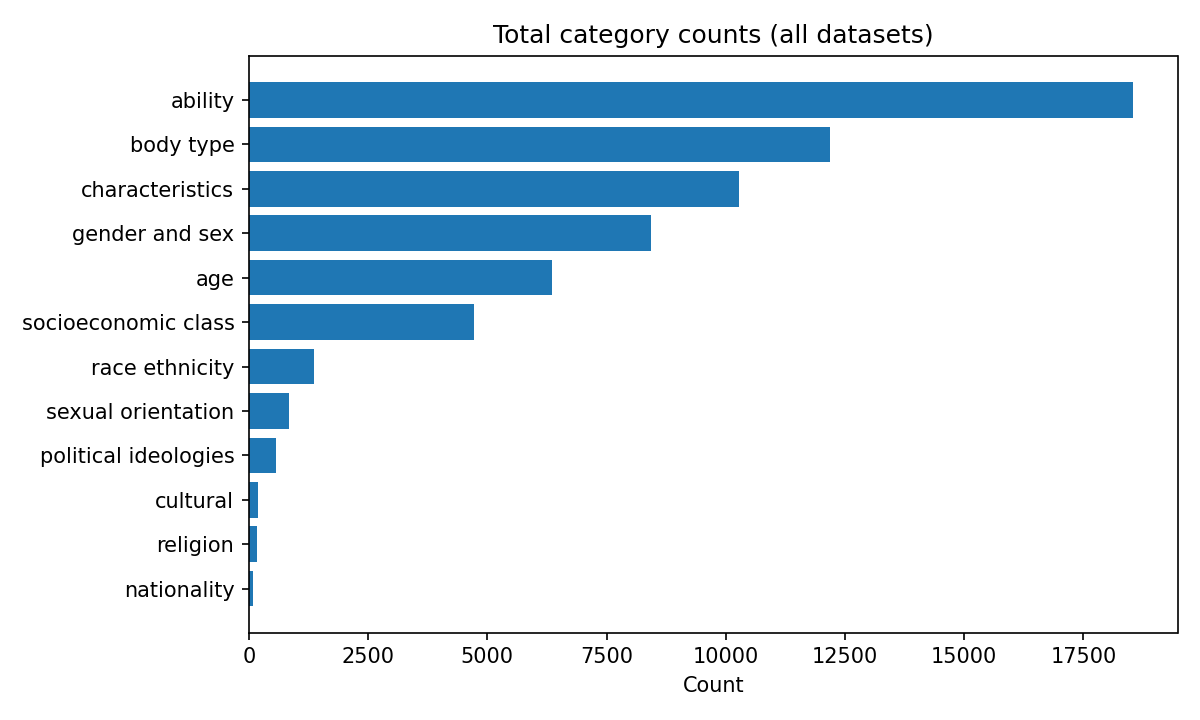 Total category counts (all datasets)
ability
body type
characteristics
gender and sex
age
socioeconomic class
race ethnicity
sexual orientation
political ideologies
cultural
religion
nationality
0 2500 5000 7500 10000 12500 15000 17500
Count